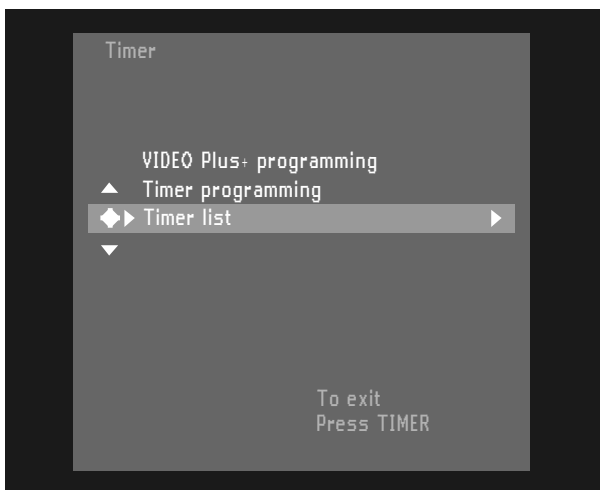 Timer
VIDEO Plus+ programming
Timer programming
Timer list
To exit
Press TIMER